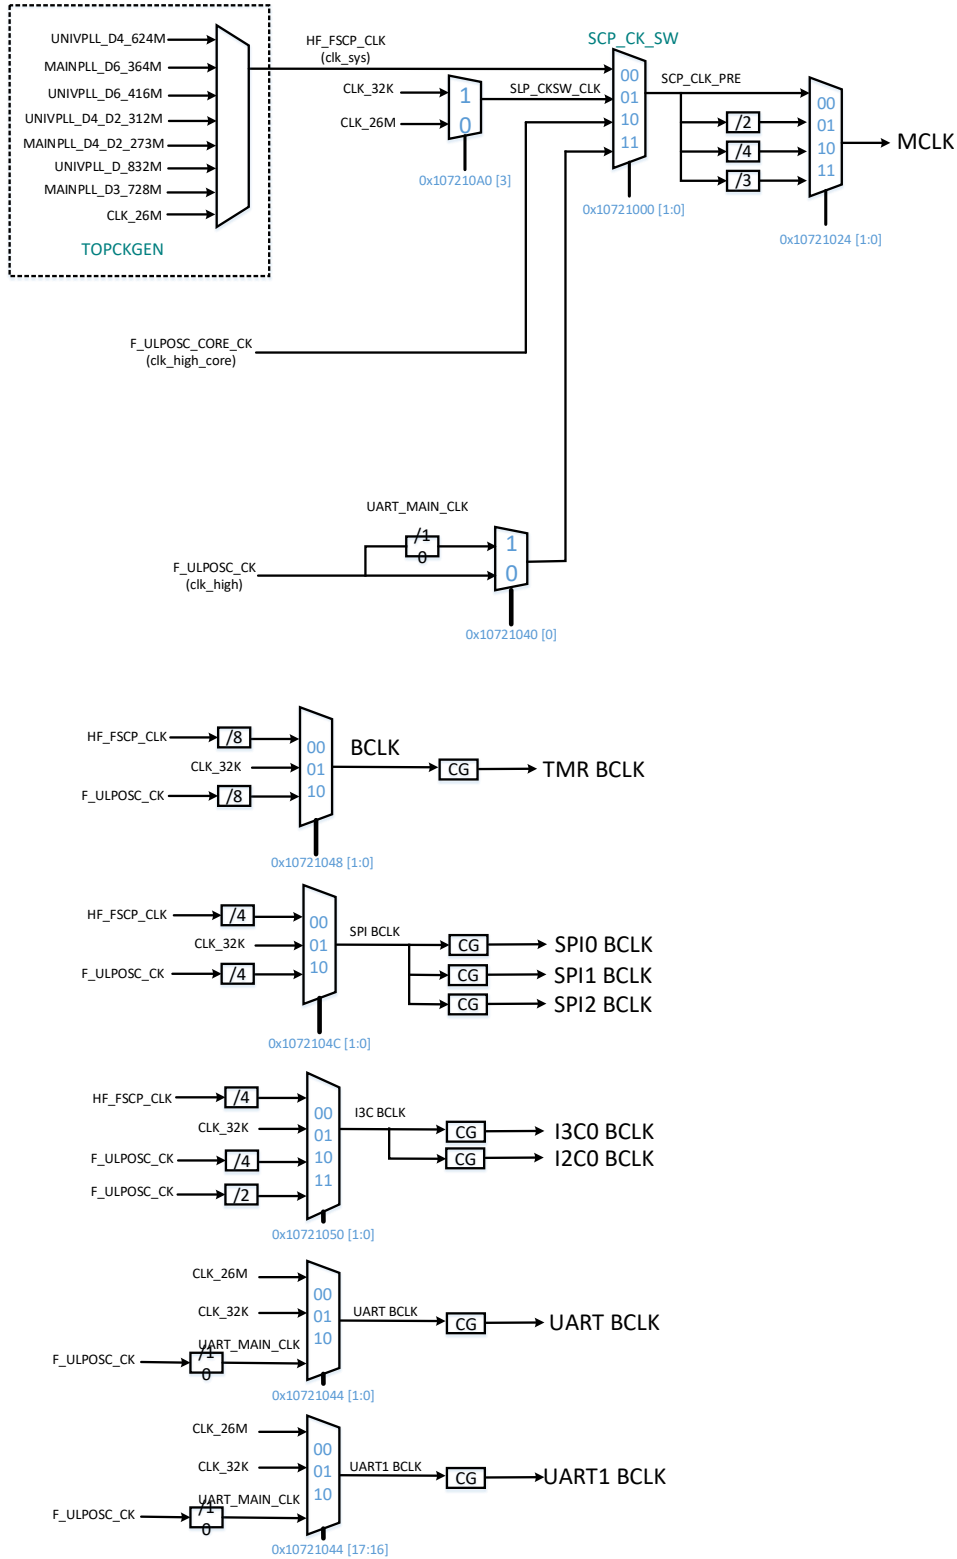 UNIVPLL_D4_624M
MAINPLL_D6_364M
UNIVPLL_D6_416M
UNIVPLL_D4_D2_312M
MAINPLL_D4_D2_273M
UNIVPLL_D_832M
MAINPLL_D3_728M
CLK_26M
TOPCKGEN
HF_FSCP_CLK
(clk_sys)
CLK_32K
CLK_26M
1
0
0x107210A0 [3]
SLP_CKSW_CLK
SCP_CK_SW
00
01
10
11
0x10721000 [1:0]
SCP_CLK_PRE
/2
/4
/3
00
01
10
11
0x10721024 [1:0]
MCLK
F_ULPOSC_CORE_CK
(clk_high_core)
UART_MAIN_CLK
/1
0
F_ULPOSC_CK
(clk_high)
1
0
0x10721040 [0]
HF_FSCP_CLK
/8
CLK_32K
F_ULPOSC_CK
/8
00
01
10
BCLK
CG
TMR BCLK
0x10721048 [1:0]
HF_FSCP_CLK
/4
CLK_32K
F_ULPOSC_CK
/4
00
01
10
SPI BCLK
CG
SPI0 BCLK
CG
SPI1 BCLK
CG
SPI2 BCLK
0x1072104C [1:0]
HF_FSCP_CLK
/4
CLK_32K
F_ULPOSC_CK
/4
F_ULPOSC_CK
/2
00
01
10
11
I3C BCLK
CG
I3C0 BCLK
CG
I2C0 BCLK
0x10721050 [1:0]
CLK_26M
CLK_32K
UART_MAIN_CLK
F_ULPOSC_CK
/1
0
00
01
10
UART BCLK
CG
UART BCLK
0x10721044 [1:0]
CLK_26M
CLK_32K
UART_MAIN_CLK
F_ULPOSC_CK
/1
0
00
01
10
UART1 BCLK
CG
UART1 BCLK
0x10721044 [17:16]